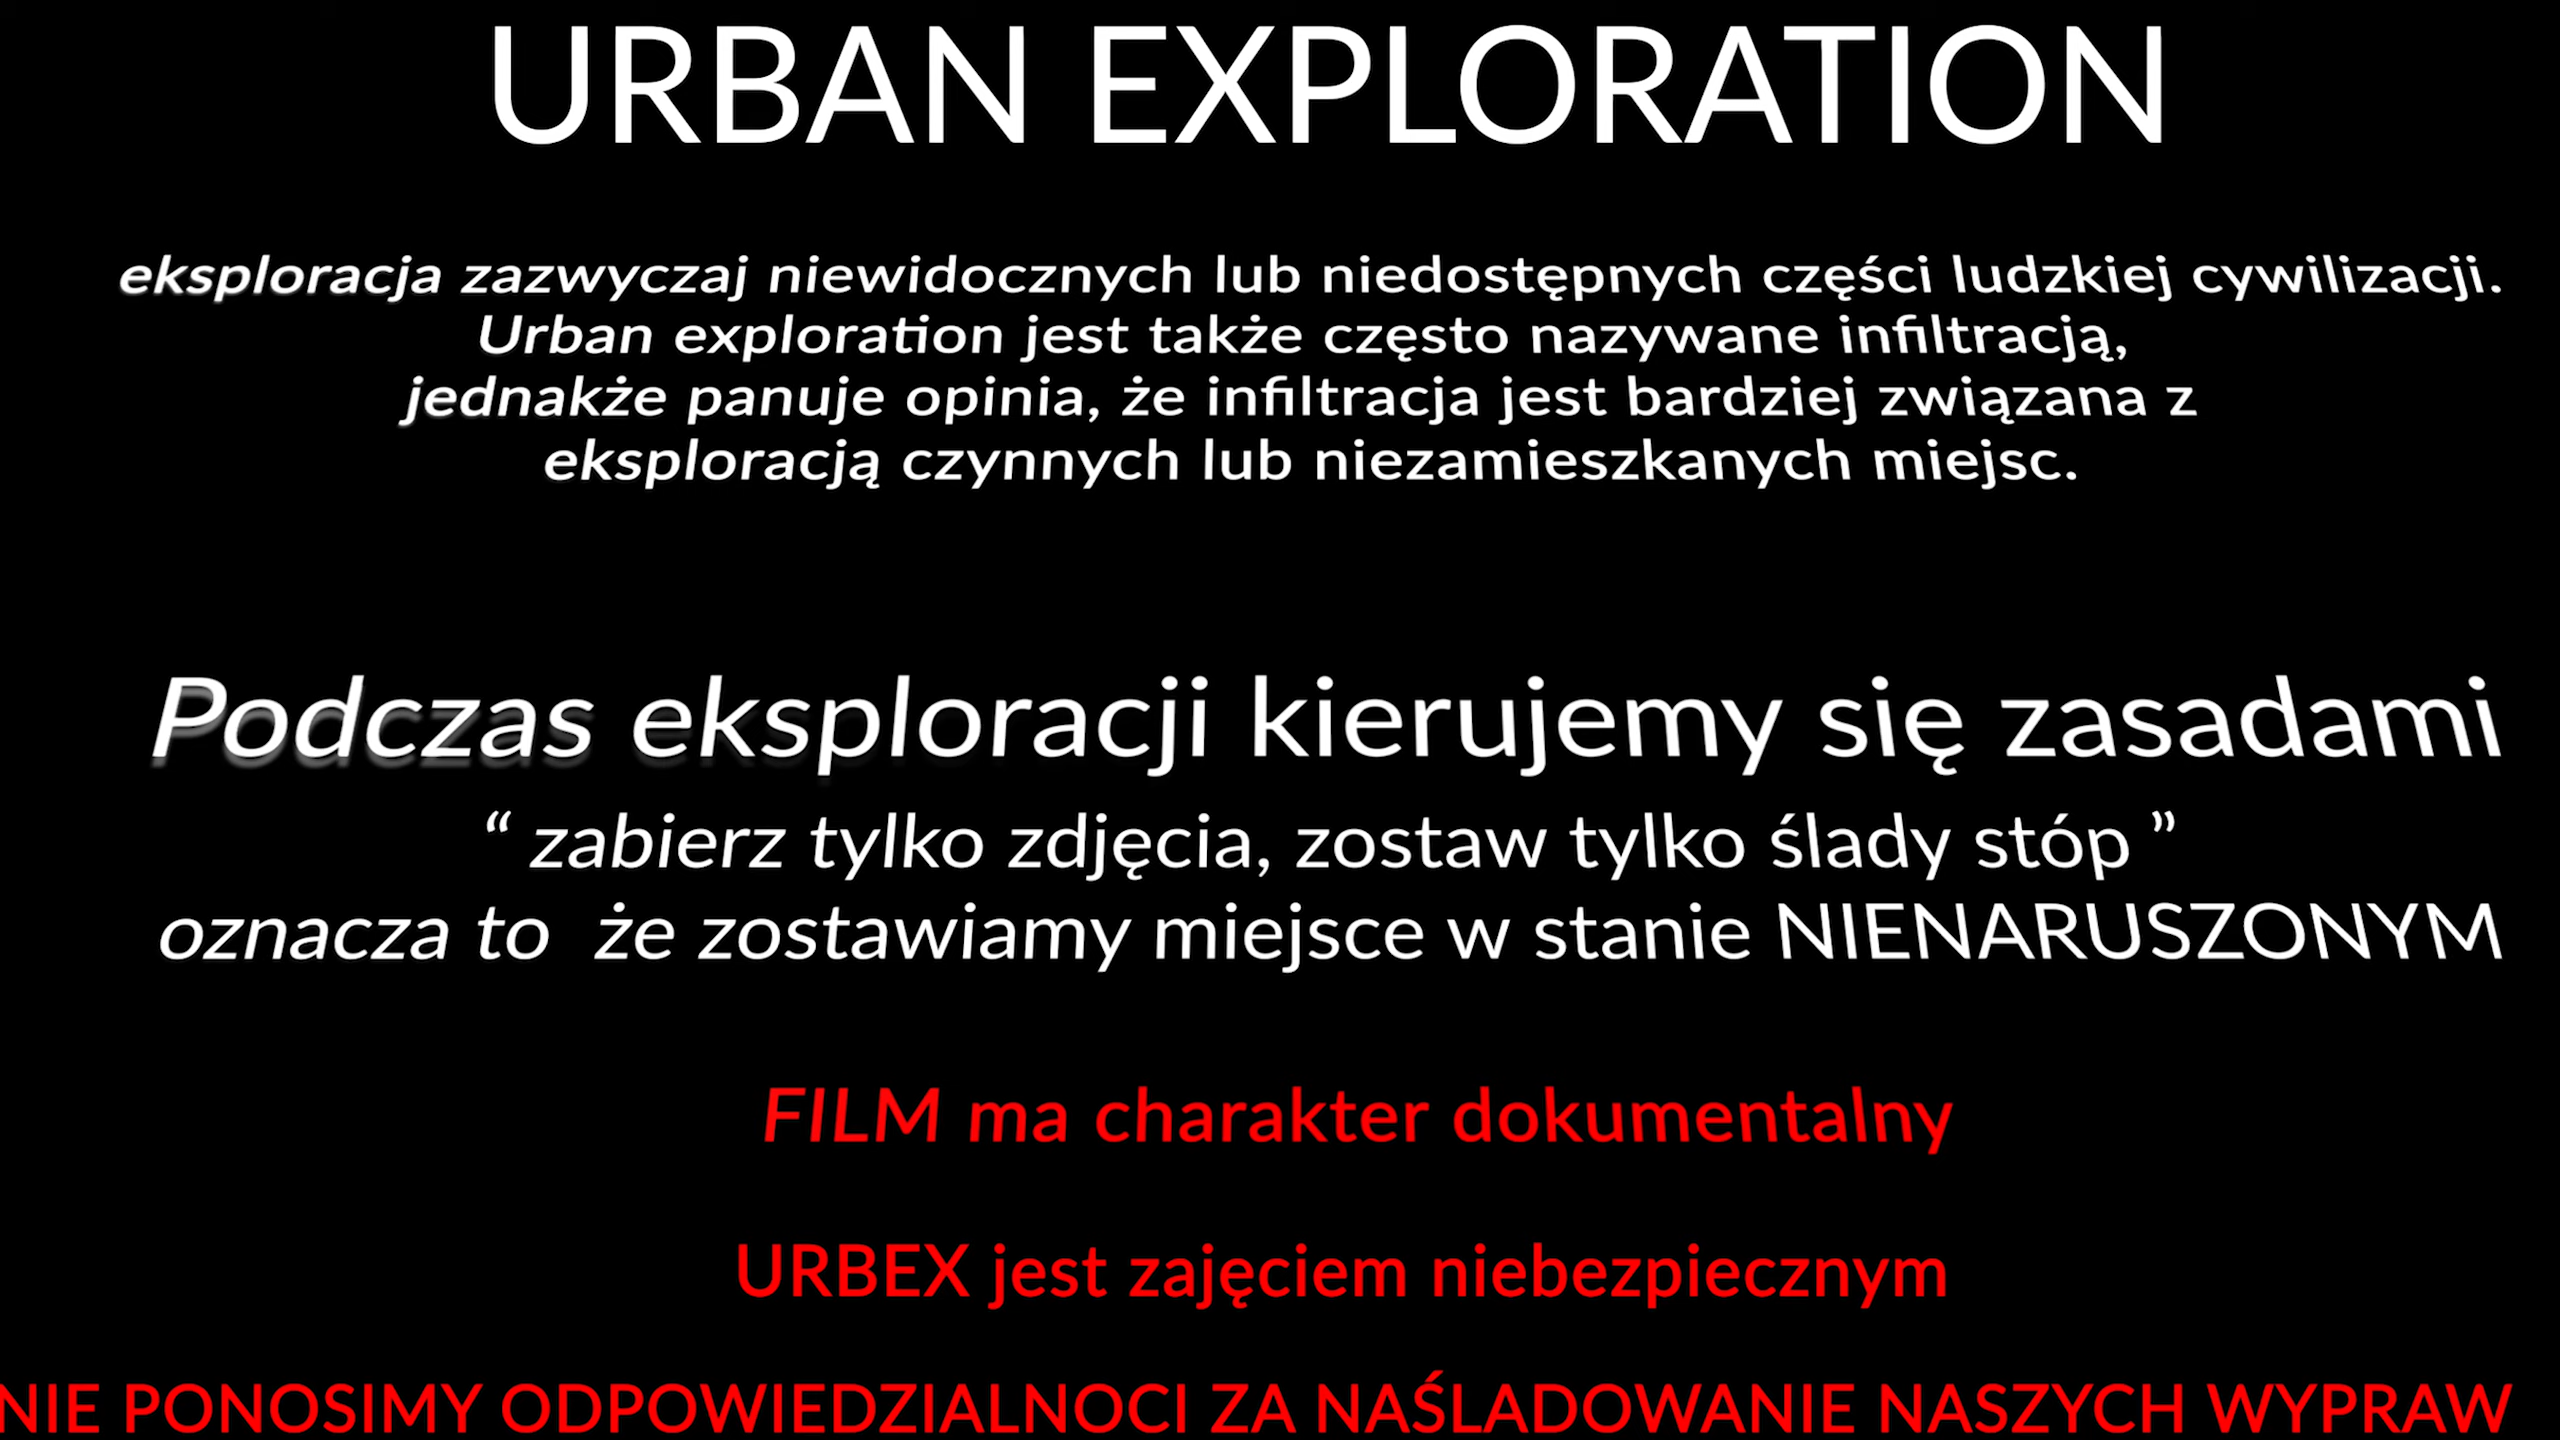 URBAN EXPLORATION
eksploracja zazwyczaj niewidocznych lub niedostępnych części ludzkiej cywilizacji.
Urban exploration jest także często nazywane infiltracją,
jednakże panuje opinia, że infiltracja jest bardziej związana z
eksploracją czynnych lub niezamieszkanych miejsc.
Podczas eksploracji kierujemy się zasadami
“ zabierz tylko zdjęcia, zostaw tylko ślady stóp ”
oznacza to  że zostawiamy miejsce w stanie NIENARUSZONYM
FILM ma charakter dokumentalny
URBEX jest zajęciem niebezpiecznym
NIE PONOSIMY ODPOWIEDZIALNOCI ZA NAŚLADOWANIE NASZYCH WYPRAW